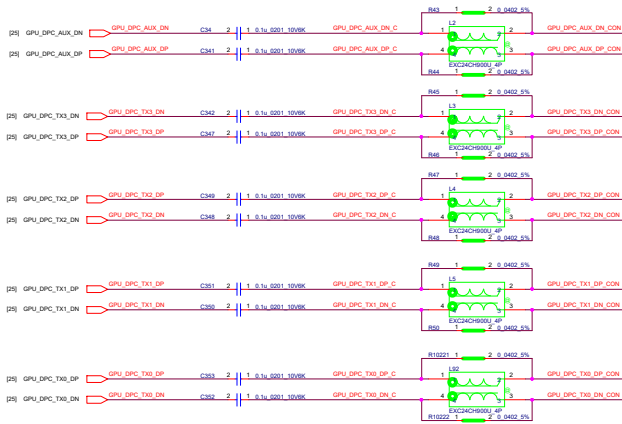 R43 1 2 0_0402_5%
L2
[25] GPU_DPC_AUX_DN GPU_DPC_AUX_DN C34 2 1 0.1u_0201_10V6K GPU_DPC_AUX_DN_C 1 2 GPU_DPC_AUX_DN_CON
[25] GPU_DPC_AUX_DP GPU_DPC_AUX_DP C341 2 1 0.1u_0201_10V6K GPU_DPC_AUX_DP_C 4 3 GPU_DPC_AUX_DP_CON
EXC24CH900U_4P
R44 1 2 0_0402_5%
R45 1 2 0_0402_5%
L3
[25] GPU_DPC_TX3_DN GPU_DPC_TX3_DN C342 2 1 0.1u_0201_10V6K GPU_DPC_TX3_DN_C 1 2 GPU_DPC_TX3_DN_CON
[25] GPU_DPC_TX3_DP GPU_DPC_TX3_DP C347 2 1 0.1u_0201_10V6K GPU_DPC_TX3_DP_C 4 3 GPU_DPC_TX3_DP_CON
EXC24CH900U_4P
R46 1 2 0_0402_5%
R47 1 2 0_0402_5%
L4
[25] GPU_DPC_TX2_DP GPU_DPC_TX2_DP C349 2 1 0.1u_0201_10V6K GPU_DPC_TX2_DP_C 1 2 GPU_DPC_TX2_DP_CON
[25] GPU_DPC_TX2_DN GPU_DPC_TX2_DN C348 2 1 0.1u_0201_10V6K GPU_DPC_TX2_DN_C 4 3 GPU_DPC_TX2_DN_CON
EXC24CH900U_4P
R48 1 2 0_0402_5%
R49 1 2 0_0402_5%
L5
[25] GPU_DPC_TX1_DP GPU_DPC_TX1_DP C351 2 1 0.1u_0201_10V6K GPU_DPC_TX1_DP_C 1 2 GPU_DPC_TX1_DP_CON
[25] GPU_DPC_TX1_DN GPU_DPC_TX1_DN C350 2 1 0.1u_0201_10V6K GPU_DPC_TX1_DN_C 4 3 GPU_DPC_TX1_DN_CON
EXC24CH900U_4P
R50 1 2 0_0402_5%
R10221 1 2 0_0402_5%
L92
[25] GPU_DPC_TX0_DP GPU_DPC_TX0_DP C353 2 1 0.1u_0201_10V6K GPU_DPC_TX0_DP_C 1 2 GPU_DPC_TX0_DP_CON
[25] GPU_DPC_TX0_DN GPU_DPC_TX0_DN C352 2 1 0.1u_0201_10V6K GPU_DPC_TX0_DN_C 4 3 GPU_DPC_TX0_DN_CON
EXC24CH900U_4P
R10222 1 2 0_0402_5%